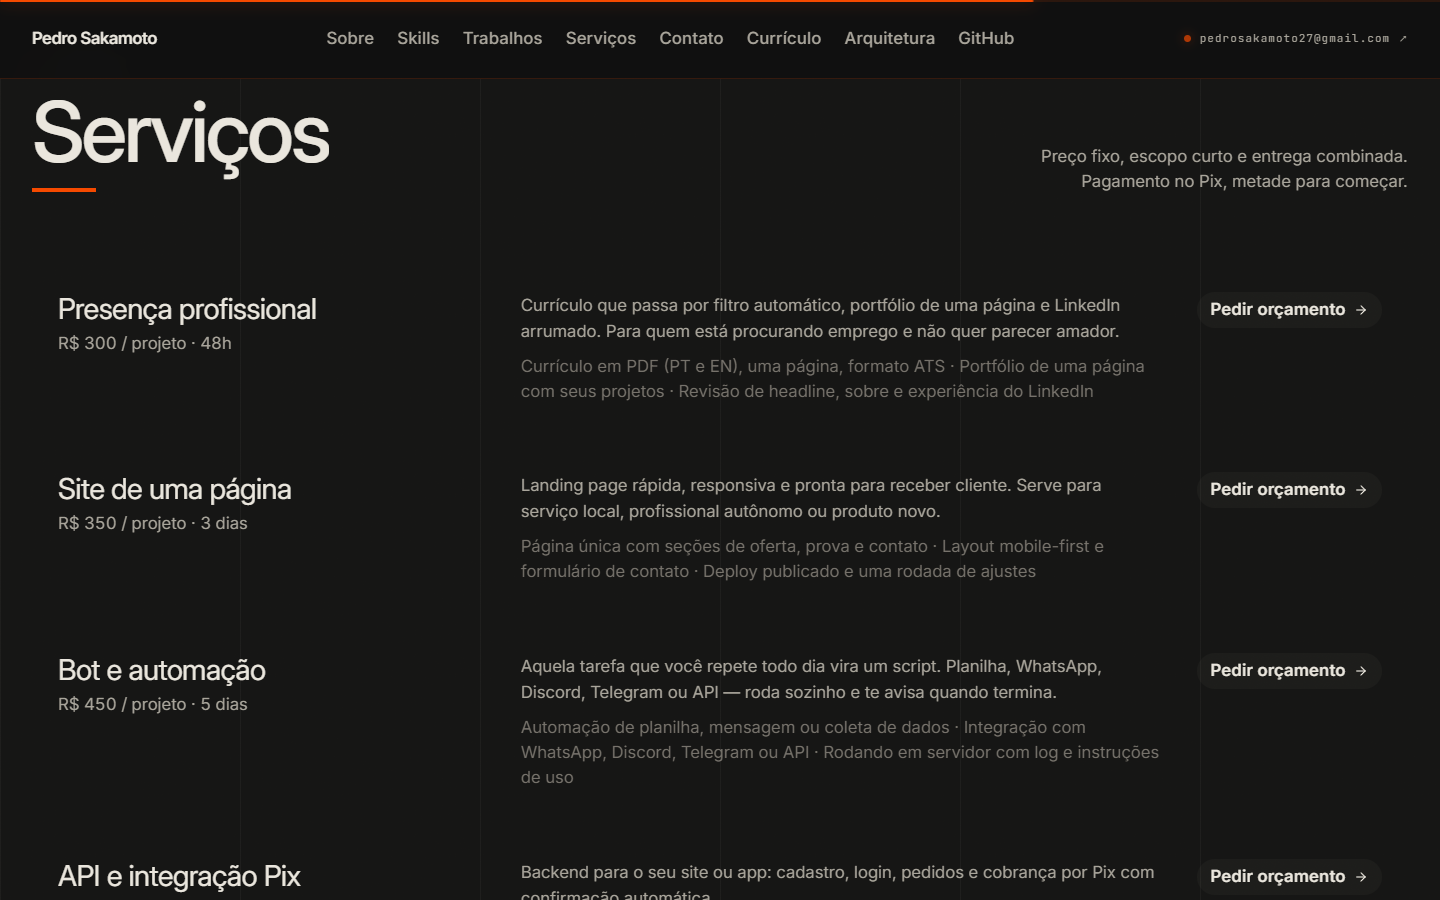 Pedro Sakamoto
Sobre Skills Trabalhos Serviços Contato Currículo Arquitetura GitHub
pedrosakamoto27@gmail.com ↗
Serviços
Preço fixo, escopo curto e entrega combinada.
Pagamento no Pix, metade para começar.
Presença profissional
R$ 300 / projeto · 48h
Currículo que passa por filtro automático, portfólio de uma página e LinkedIn
arrumado. Para quem está procurando emprego e não quer parecer amador.
Currículo em PDF (PT e EN), uma página, formato ATS · Portfólio de uma página
com seus projetos · Revisão de headline, sobre e experiência do LinkedIn
Pedir orçamento →
Site de uma página
R$ 350 / projeto · 3 dias
Landing page rápida, responsiva e pronta para receber cliente. Serve para
serviço local, profissional autônomo ou produto novo.
Página única com seções de oferta, prova e contato · Layout mobile-first e
formulário de contato · Deploy publicado e uma rodada de ajustes
Pedir orçamento →
Bot e automação
R$ 450 / projeto · 5 dias
Aquela tarefa que você repete todo dia vira um script. Planilha, WhatsApp,
Discord, Telegram ou API — roda sozinho e te avisa quando termina.
Automação de planilha, mensagem ou coleta de dados · Integração com
WhatsApp, Discord, Telegram ou API · Rodando em servidor com log e instruções
de uso
Pedir orçamento →
API e integração Pix
Backend para o seu site ou app: cadastro, login, pedidos e cobrança por Pix com
confirmação automática.
Pedir orçamento →